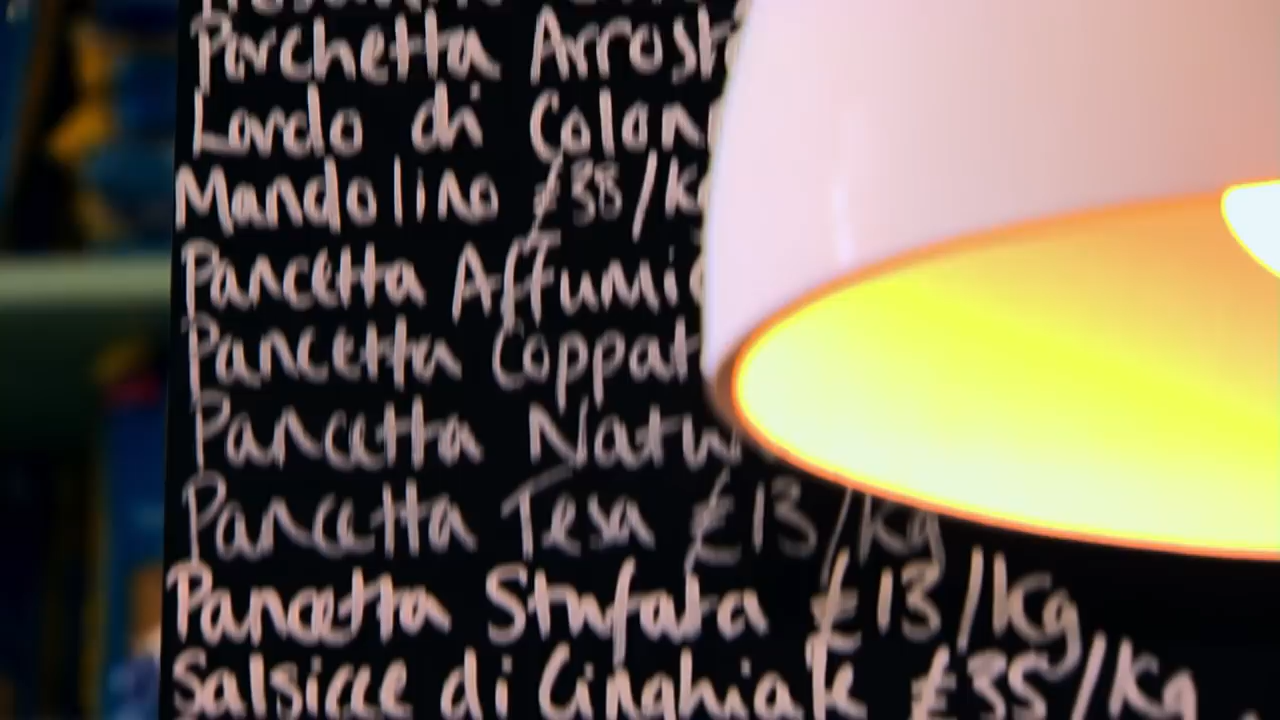 Porchetta Arrost
Lardo di Colon
Mandolino £38/Kg
Pancetta Affumic
Pancetta Coppat
Pancetta Natu
Pancetta Tesa £13/Kg
Pancetta Stufata £13/Kg
Salsicce di Cinghiale £35/Kg